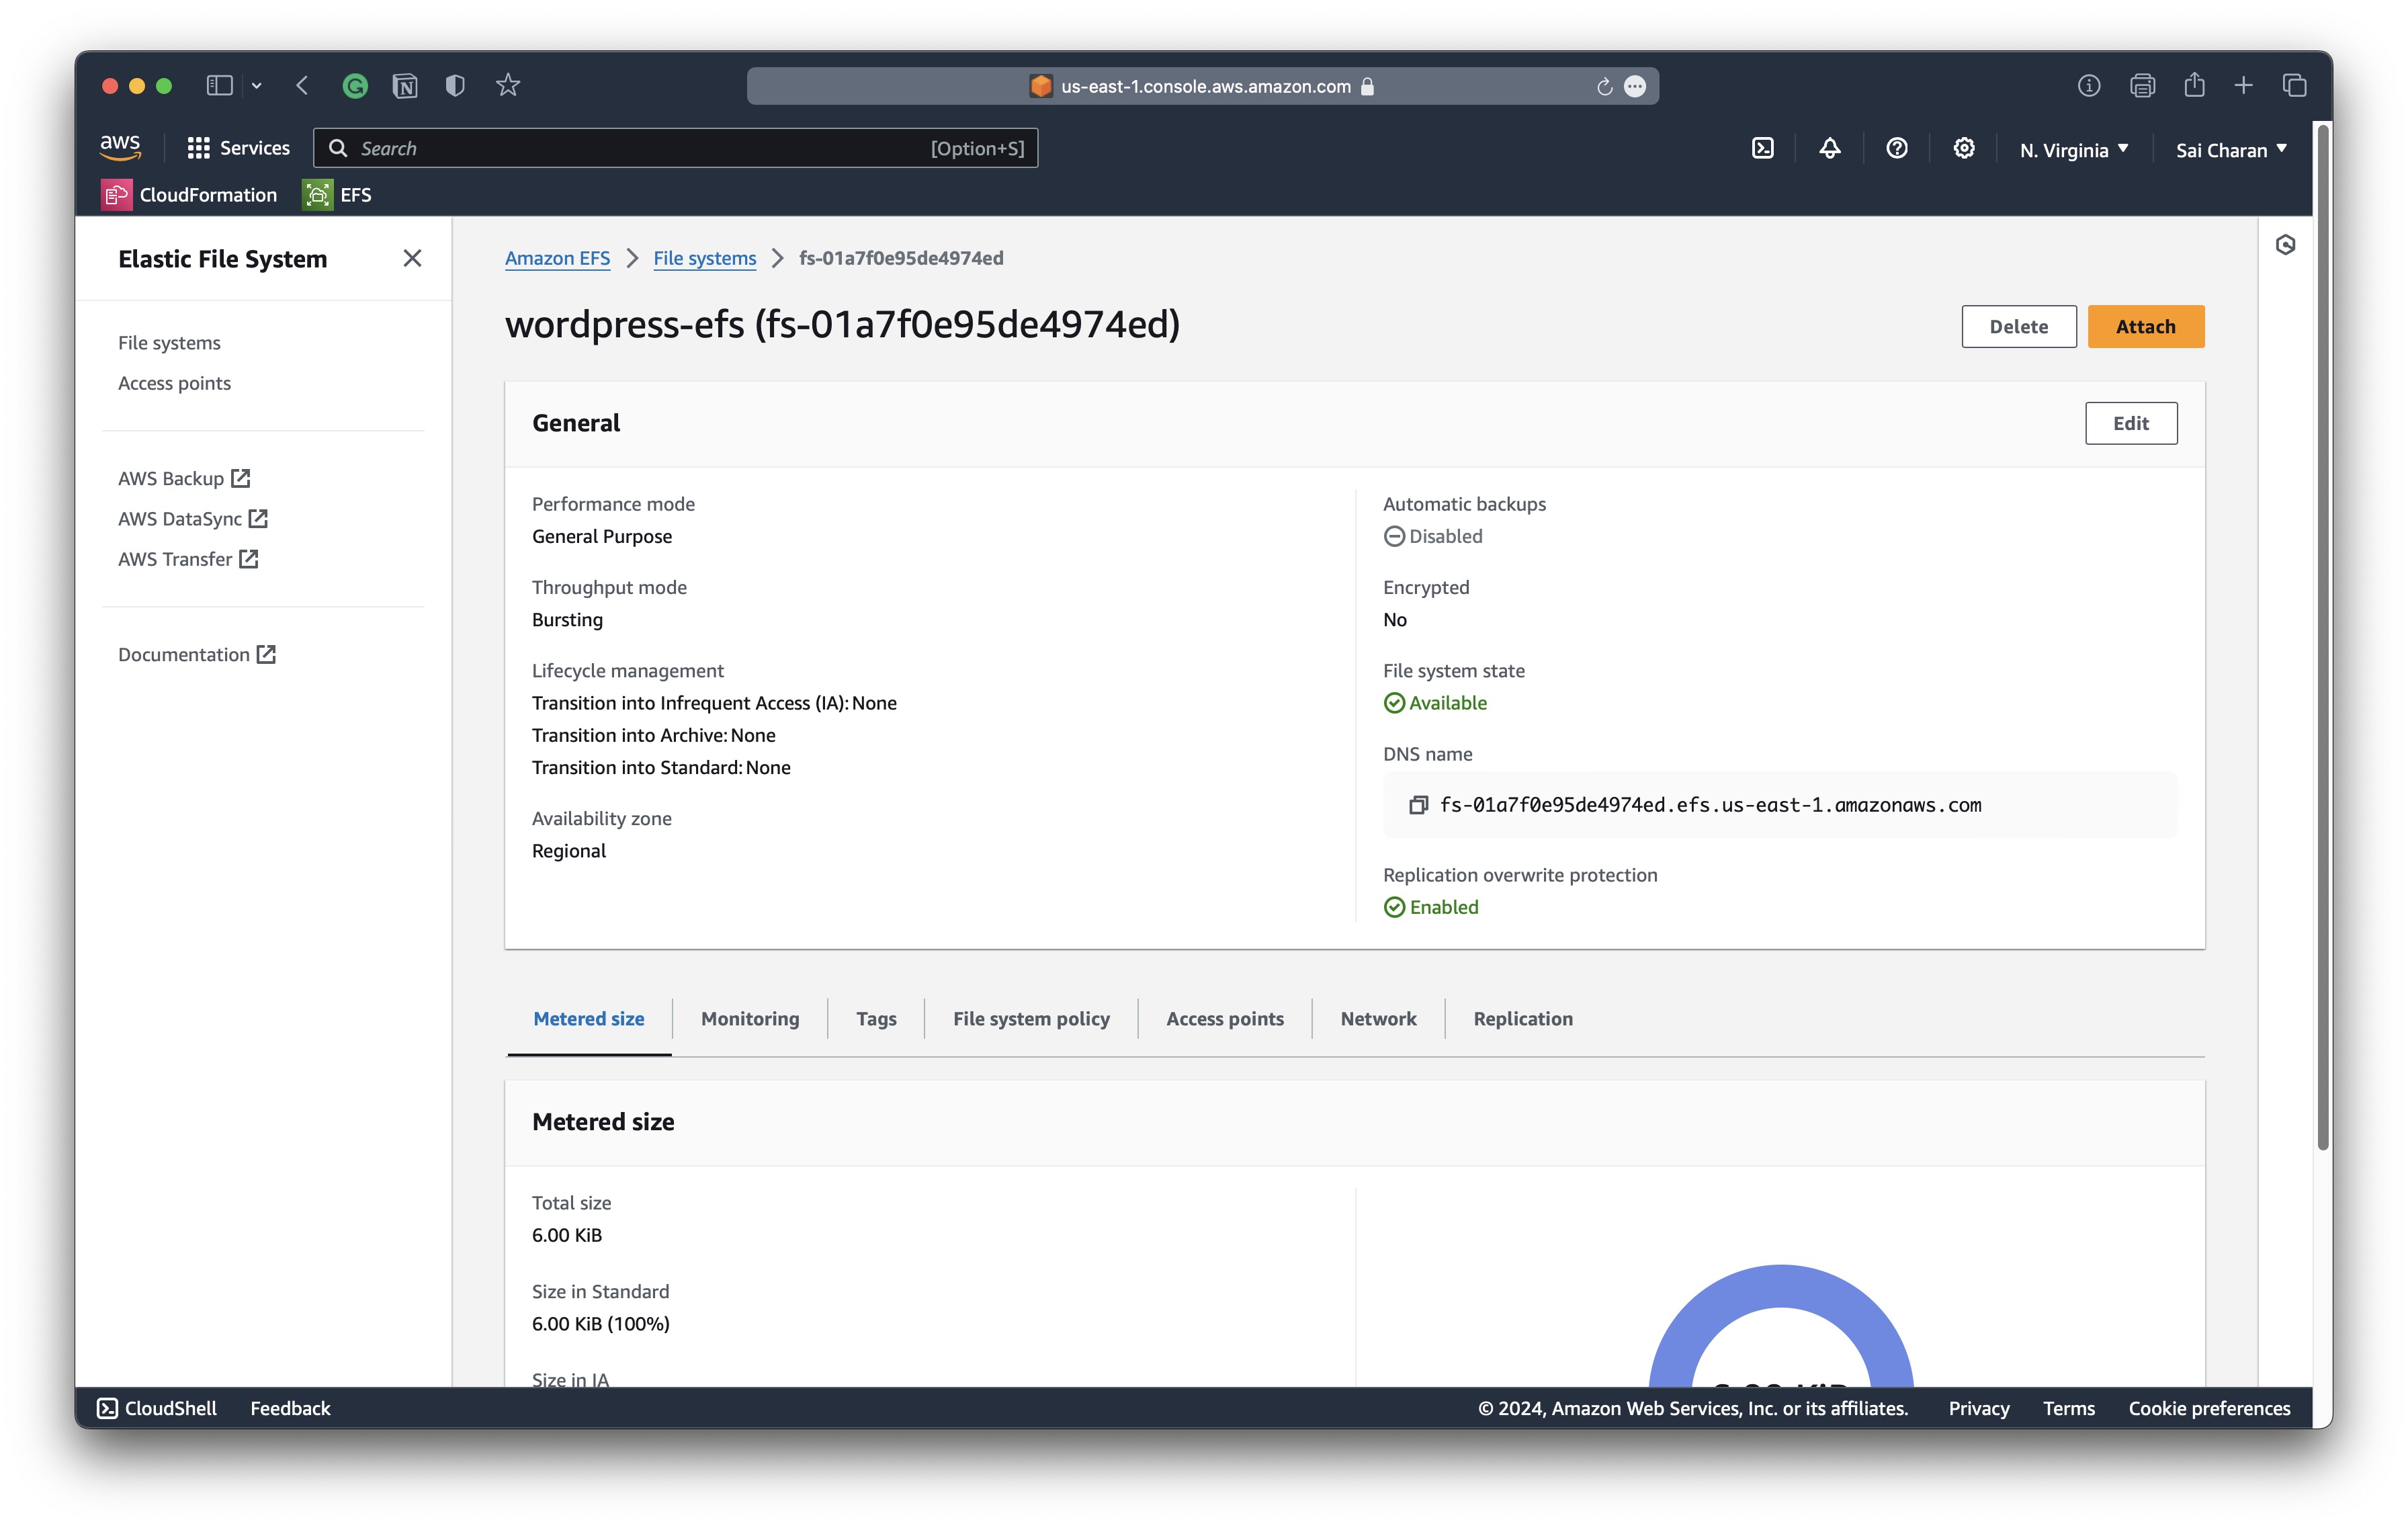 us-east-1.console.aws.amazon.com
aws
Services
Search
[Option+S]
N. Virginia
Sai Charan
CloudFormation
EFS
Elastic File System
File systems
Access points
AWS Backup
AWS DataSync
AWS Transfer
Documentation
Amazon EFS
File systems
fs-01a7f0e95de4974ed
wordpress-efs (fs-01a7f0e95de4974ed)
Delete
Attach
General
Edit
Performance mode
General Purpose
Throughput mode
Bursting
Lifecycle management
Transition into Infrequent Access (IA): None
Transition into Archive: None
Transition into Standard: None
Availability zone
Regional
Automatic backups
Disabled
Encrypted
No
File system state
Available
DNS name
fs-01a7f0e95de4974ed.efs.us-east-1.amazonaws.com
Replication overwrite protection
Enabled
Metered size
Monitoring
Tags
File system policy
Access points
Network
Replication
Metered size
Total size
6.00 KiB
Size in Standard
6.00 KiB (100%)
Size in IA
CloudShell
Feedback
© 2024, Amazon Web Services, Inc. or its affiliates.
Privacy
Terms
Cookie preferences